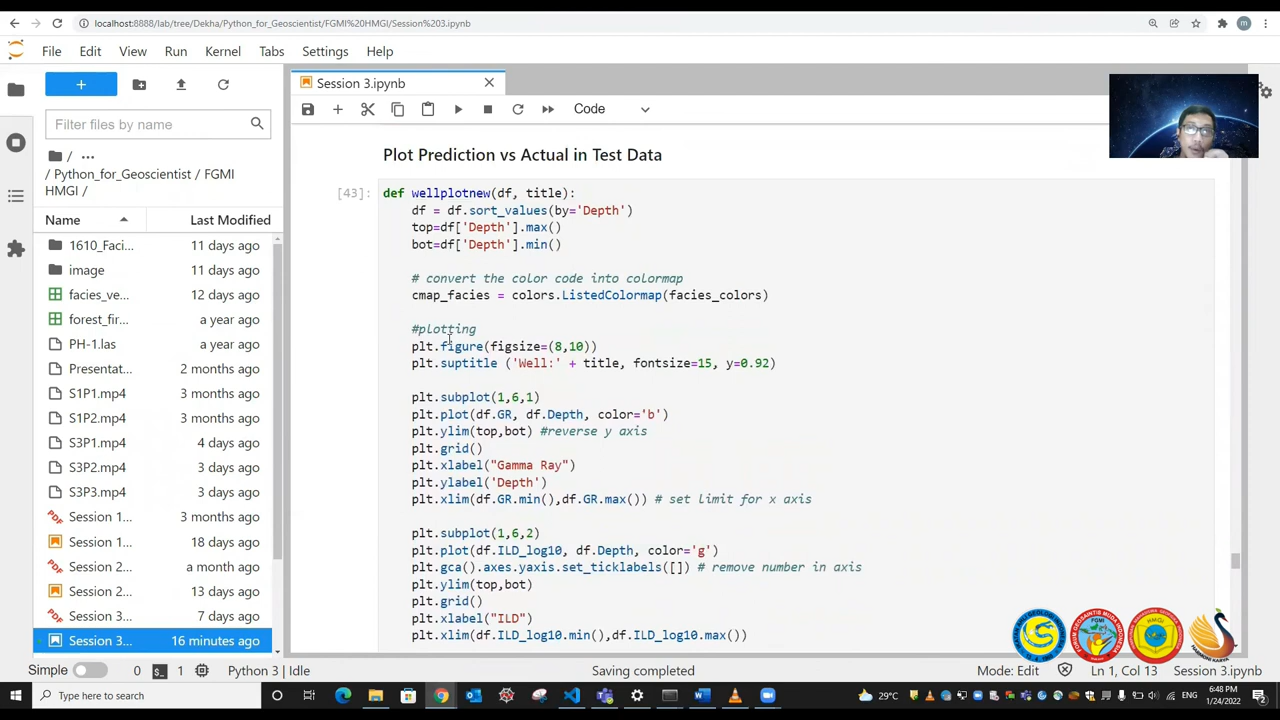 localhost:8888/lab/tree/Dekha/Python_for_Geoscientist/FGMI%20HMGI/Session%203.ipynb
m
File Edit View Run Kernel Tabs Settings Help
Session 3.ipynb
Code
Filter files by name
/ ···
/ Python_for_Geoscientist / FGMI
HMGI /
Name Last Modified
1610_Faci... 11 days ago
image 11 days ago
facies_ve... 12 days ago
forest_fir... a year ago
PH-1.las a year ago
Presentat... 2 months ago
S1P1.mp4 3 months ago
S1P2.mp4 3 months ago
S3P1.mp4 4 days ago
S3P2.mp4 3 days ago
S3P3.mp4 3 days ago
Session 1... 3 months ago
Session 1... 18 days ago
Session 2... a month ago
Session 2... 13 days ago
Session 3... 7 days ago
Session 3... 16 minutes ago
Plot Prediction vs Actual in Test Data
[43]:
def wellplotnew(df, title):
df = df.sort_values(by='Depth')
top=df['Depth'].max()
bot=df['Depth'].min()
# convert the color code into colormap
cmap_facies = colors.ListedColormap(facies_colors)
#plotting
plt.figure(figsize=(8,10))
plt.suptitle ('Well:' + title, fontsize=15, y=0.92)
plt.subplot(1,6,1)
plt.plot(df.GR, df.Depth, color='b')
plt.ylim(top,bot) #reverse y axis
plt.grid()
plt.xlabel("Gamma Ray")
plt.ylabel('Depth')
plt.xlim(df.GR.min(),df.GR.max()) # set limit for x axis
plt.subplot(1,6,2)
plt.plot(df.ILD_log10, df.Depth, color='g')
plt.gca().axes.yaxis.set_ticklabels([]) # remove number in axis
plt.ylim(top,bot)
plt.grid()
plt.xlabel("ILD")
plt.xlim(df.ILD_log10.min(),df.ILD_log10.max())
Simple 0 1 Python 3 | Idle Saving completed Mode: Edit Ln 1, Col 13 Session 3.ipynb
Type here to search 29°C ENG 6:48 PM
1/24/2022